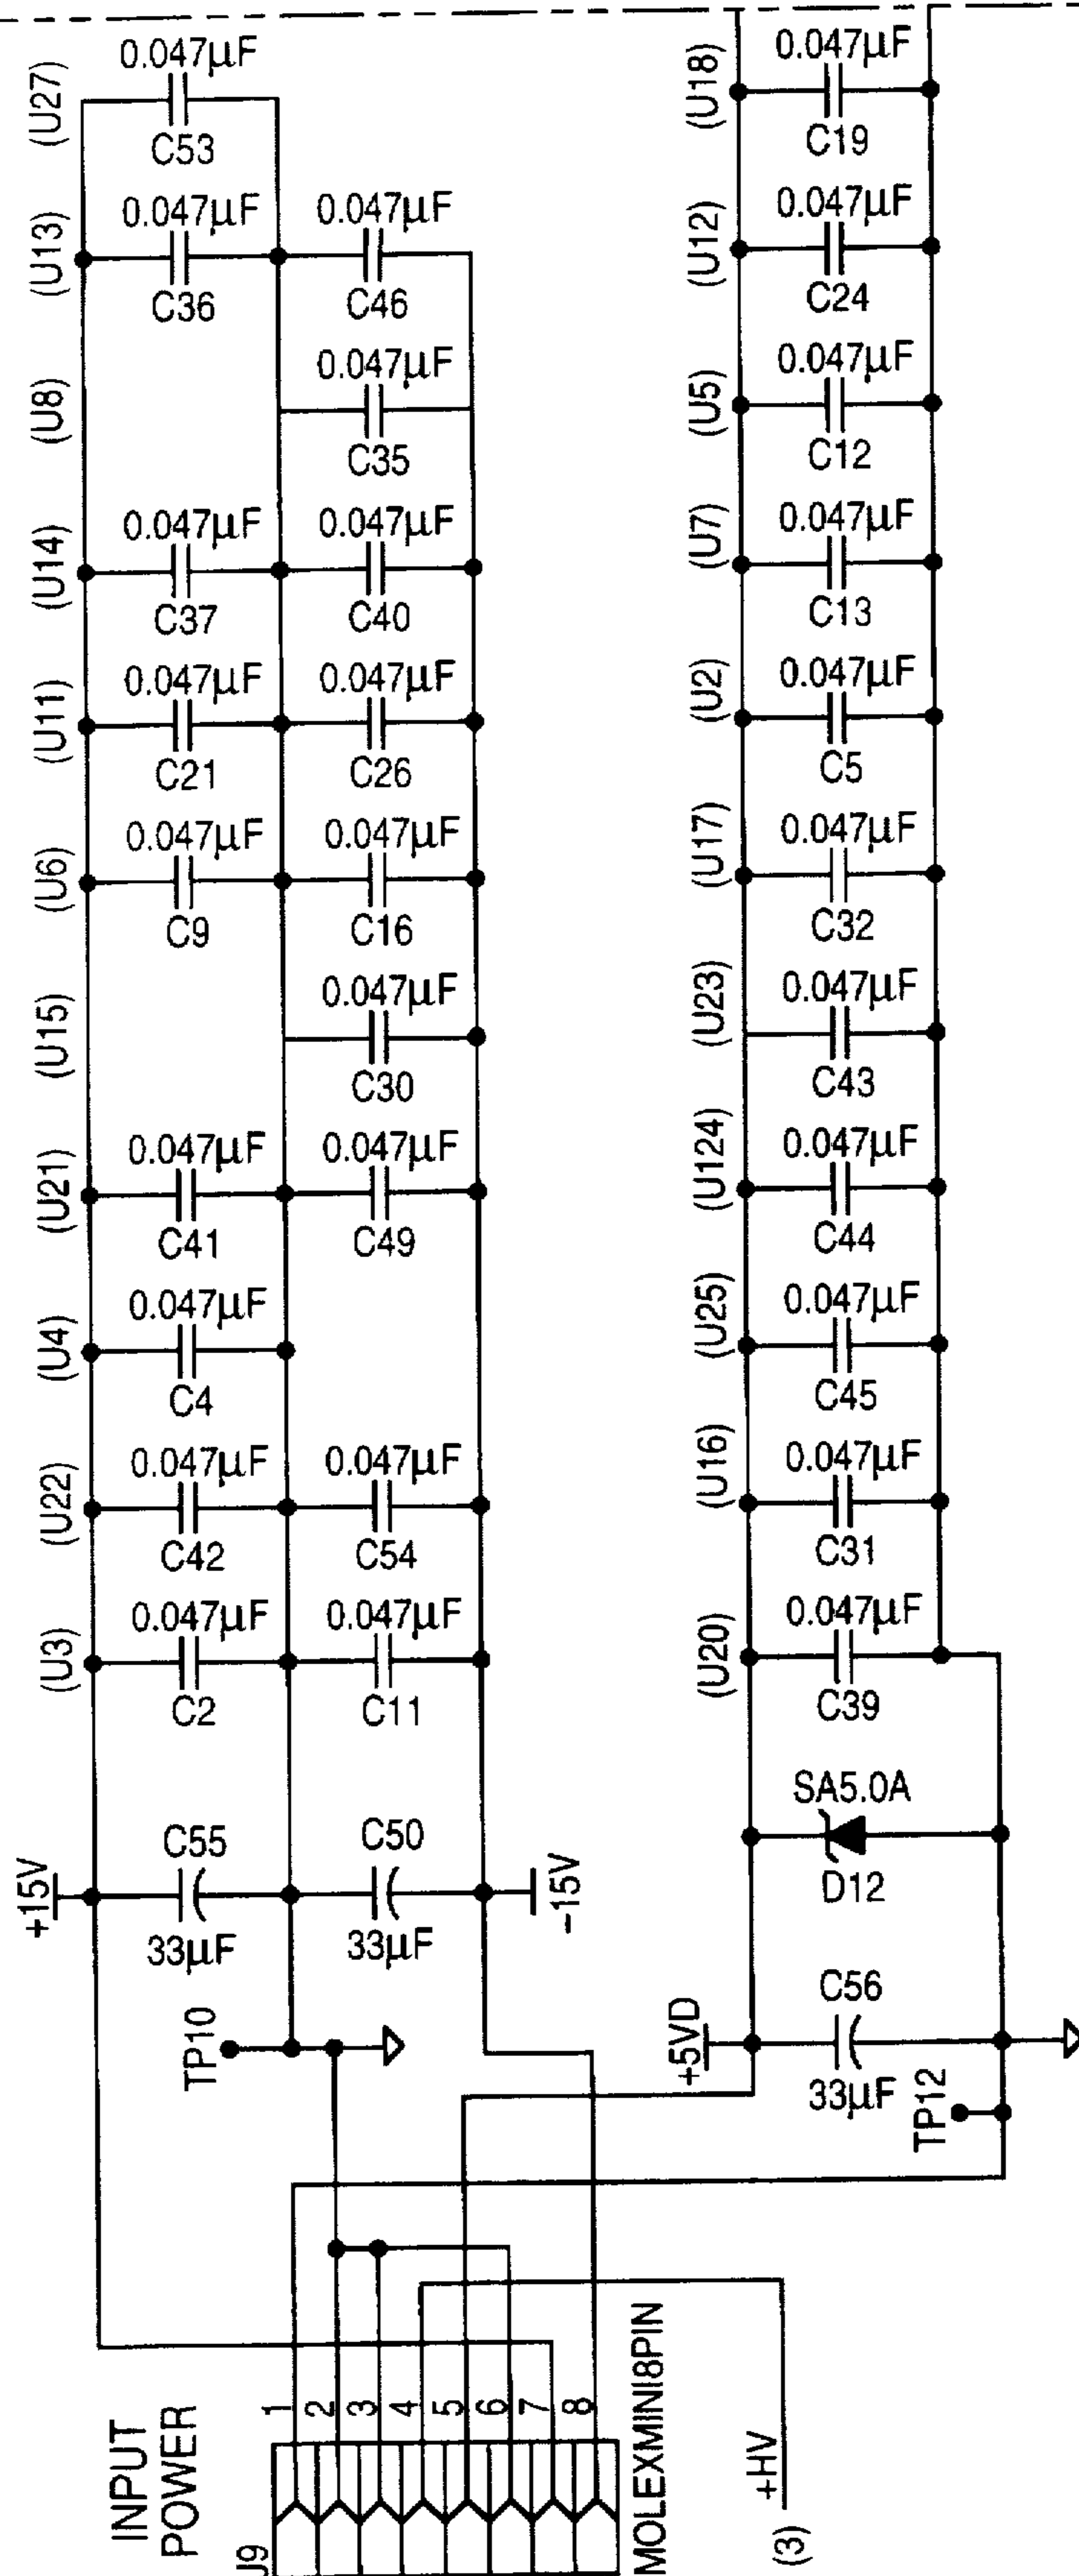 (U27)
0.047µF
C53
(U18)
0.047µF
C19
(U13)
0.047µF
C36
0.047µF
C46
(U12)
0.047µF
C24
(U8)
0.047µF
C35
(U5)
0.047µF
C12
(U14)
0.047µF
C37
0.047µF
C40
(U7)
0.047µF
C13
(U11)
0.047µF
C21
0.047µF
C26
(U2)
0.047µF
C5
(U6)
0.047µF
C9
0.047µF
C16
(U17)
0.047µF
C32
(U15)
0.047µF
C30
(U23)
0.047µF
C43
(U21)
0.047µF
C41
0.047µF
C49
(U124)
0.047µF
C44
(U4)
0.047µF
C4
(U25)
0.047µF
C45
(U22)
0.047µF
C42
0.047µF
C54
(U16)
0.047µF
C31
(U3)
0.047µF
C2
0.047µF
C11
(U20)
0.047µF
C39
+15V
C55
33µF
C50
33µF
-15V
SA5.0A
D12
TP10
+5VD
C56
33µF
TP12
INPUT
POWER
1
2
3
4
5
6
7
8
J9
MOLEXMINI8PIN
+HV
(3)